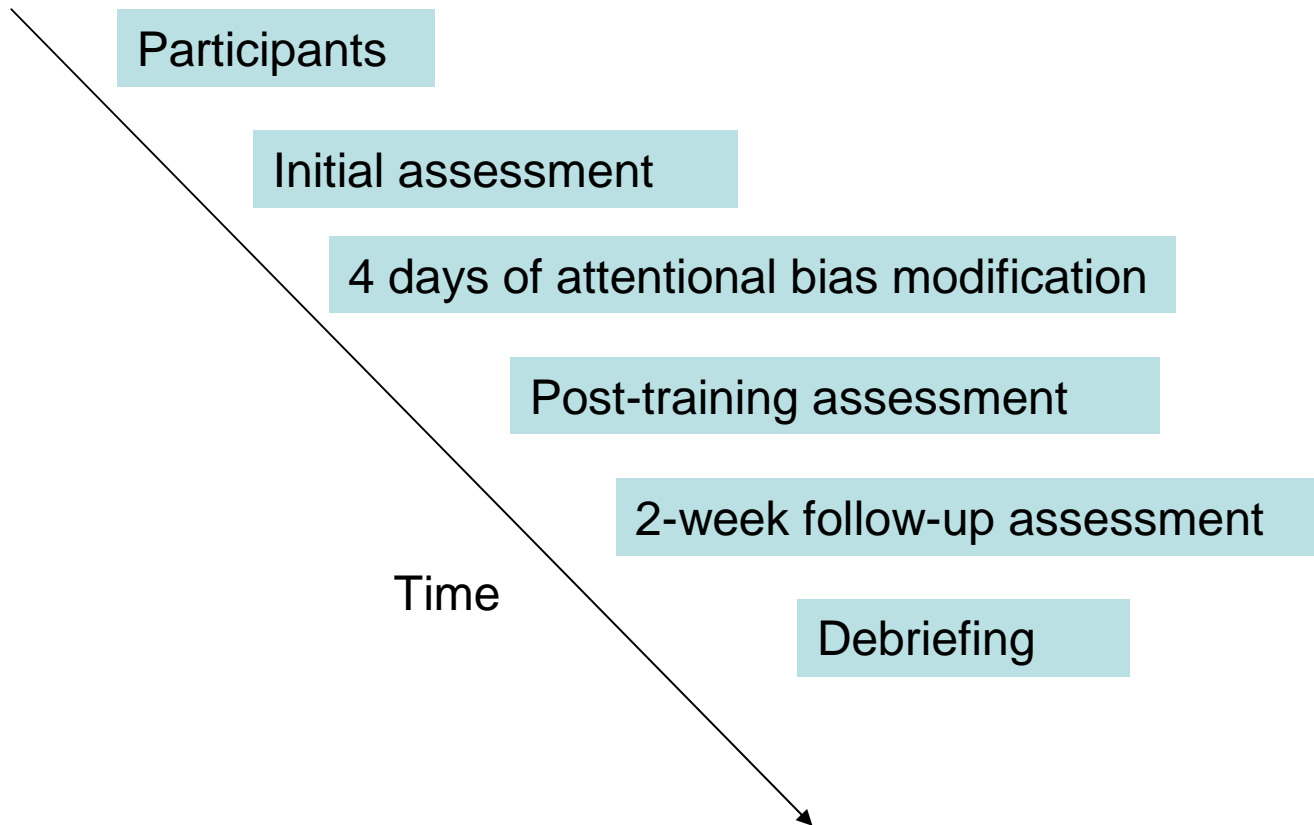 Participants
Initial assessment
4 days of attentional bias modification
Post-training assessment
2-week follow-up assessment
Time
Debriefing